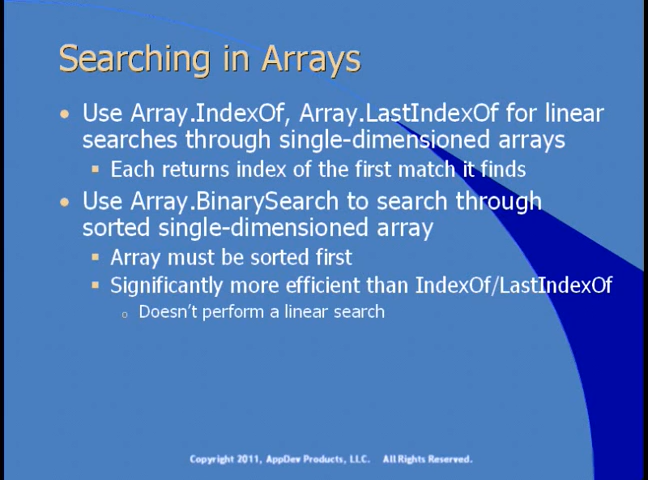 Searching in Arrays
• Use Array.IndexOf, Array.LastIndexOf for linear
searches through single-dimensioned arrays
▪ Each returns index of the first match it finds
• Use Array.BinarySearch to search through
sorted single-dimensioned array
▪ Array must be sorted first
▪ Significantly more efficient than IndexOf/LastIndexOf
o Doesn't perform a linear search
Copyright 2011, AppDev Products, LLC. All Rights Reserved.